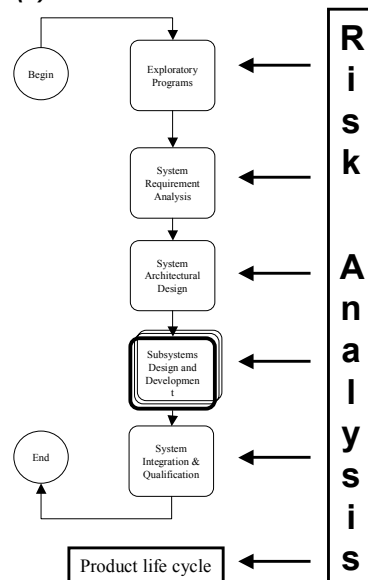 Begin
Exploratory
Programs
System
Requirement
Analysis
System
Architectural
Design
Subsystems
Design and
Developmen
t
System
Integration &
Qualification
End
Product life cycle
R
i
s
k
A
n
a
l
y
s
i
s